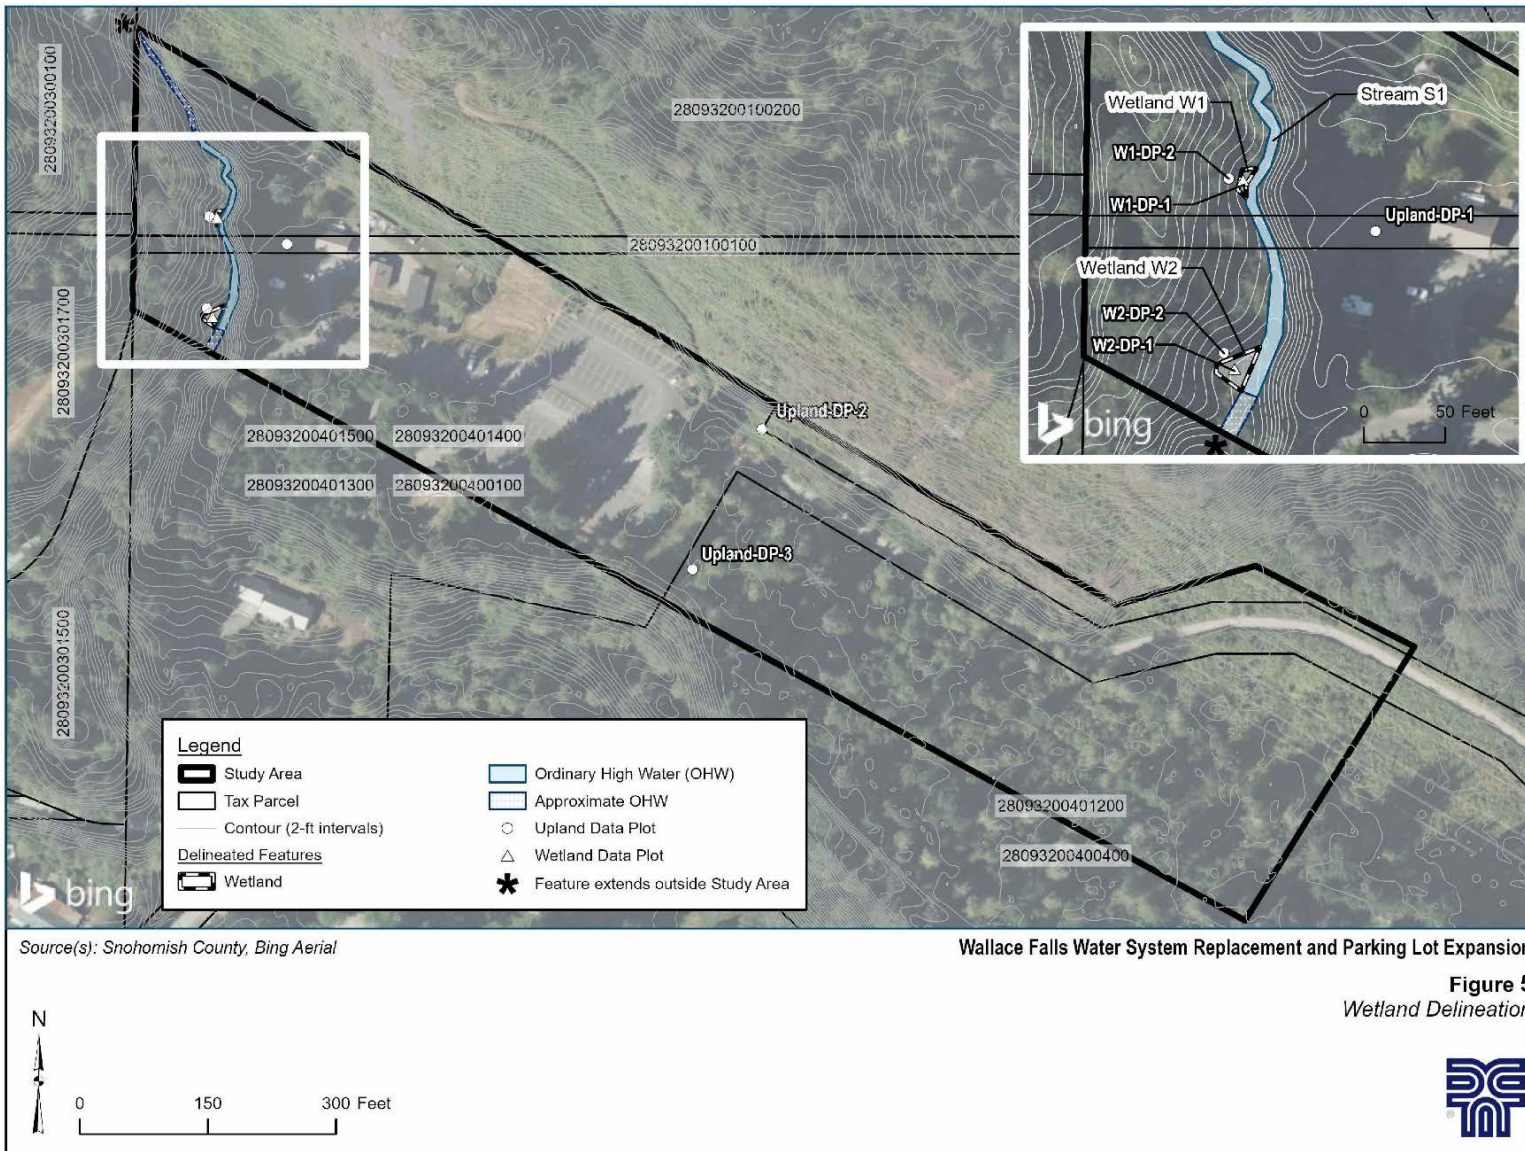 28093200300100
28093200100200
28093200100100
28093200301700
28093200401500
28093200401400
28093200401300
28093200400100
28093200301500
Upland-DP-2
Upland-DP-3
28093200401200
28093200400400
Wetland W1
Stream S1
W1-DP-2
W1-DP-1
Upland-DP-1
Wetland W2
W2-DP-2
W2-DP-1
bing
0 50 Feet
Legend
Study Area
Tax Parcel
Contour (2-ft intervals)
Delineated Features
Wetland
Ordinary High Water (OHW)
Approximate OHW
Upland Data Plot
Wetland Data Plot
Feature extends outside Study Area
bing
Source(s): Snohomish County, Bing Aerial
Wallace Falls Water System Replacement and Parking Lot Expansion
Figure 5
Wetland Delineation
N
0 150 300 Feet
®